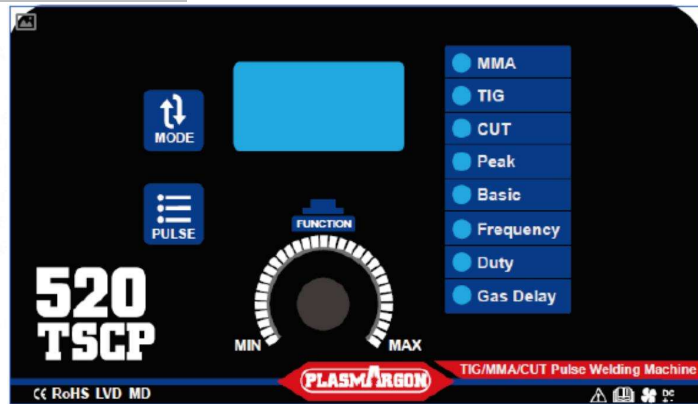 MODE
PULSE
FUNCTION
MIN
MAX
MMA
TIG
CUT
Peak
Basic
Frequency
Duty
Gas Delay
520
TSCP
PLASMARGON
TIG/MMA/CUT Pulse Welding Machine
CE RoHS LVD MD
DC